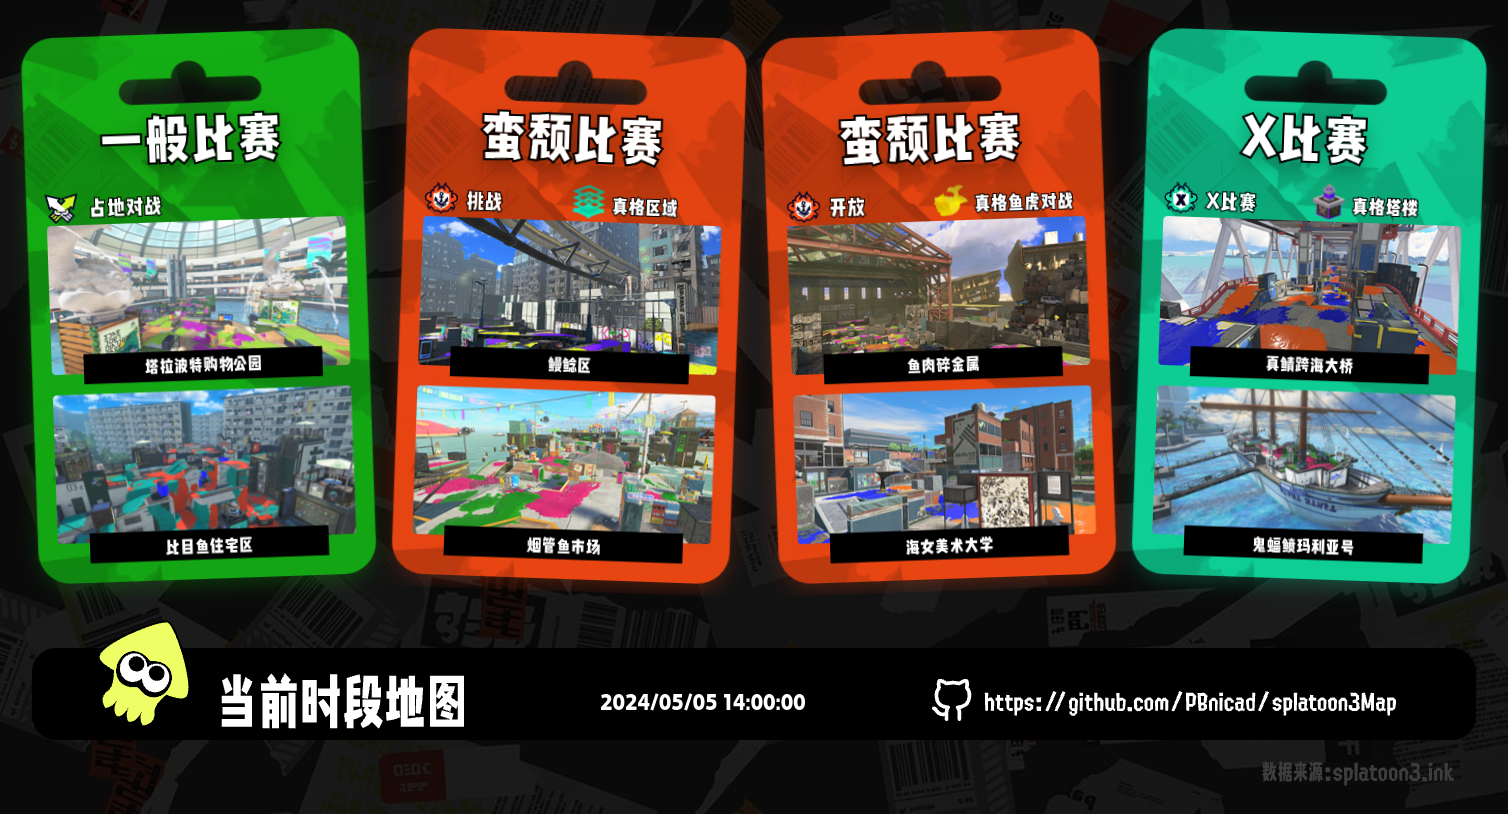 一般比赛
占地对战
塔拉波特购物公园
比目鱼住宅区
蛮颓比赛
挑战
真格区域
鳗鲶区
烟管鱼市场
蛮颓比赛
开放
真格鱼虎对战
鱼肉碎金属
海女美术大学
X比赛
X比赛
真格塔楼
真鲭跨海大桥
鬼蝠鲼玛利亚号
当前时段地图
2024/05/05 14:00:00
https://github.com/PBnicad/splatoon3Map
数据来源:splatoon3.ink